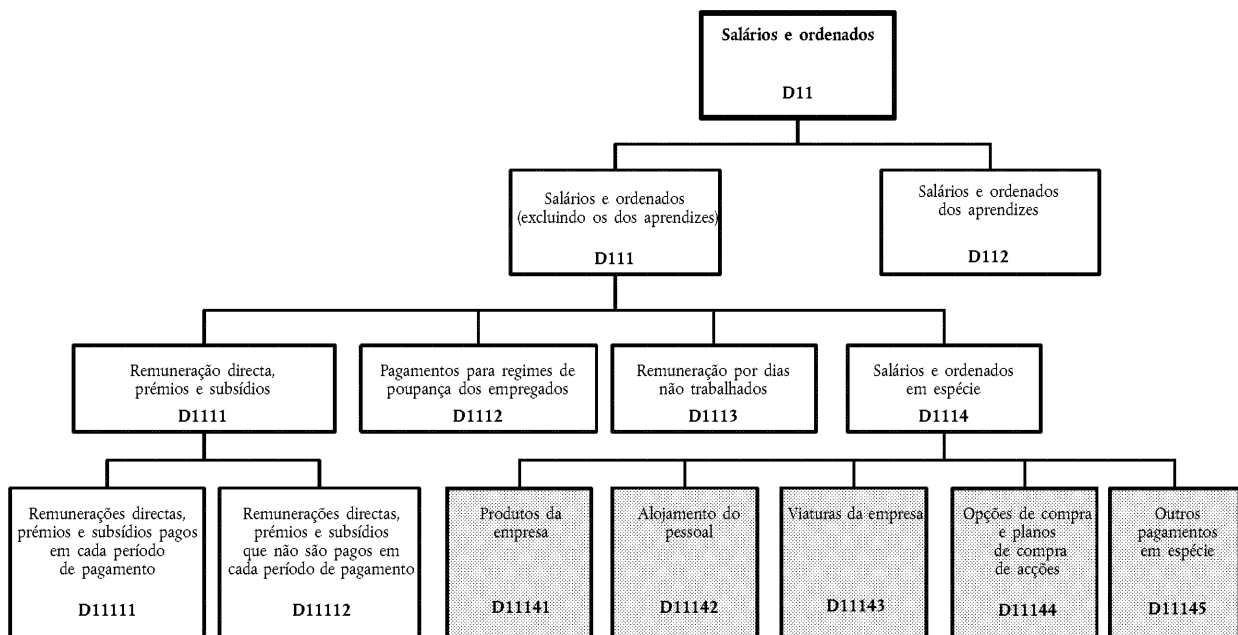 Salários e ordenados
D11
Salários e ordenados
(excluindo os dos aprendizes)
D111
Salários e ordenados
dos aprendizes
D112
Remuneração directa,
prémios e subsídios
D1111
Pagamentos para regimes de
poupança dos empregados
D1112
Remuneração por dias
não trabalhados
D1113
Salários e ordenados
em espécie
D1114
Remunerações directas,
prémios e subsídios pagos
em cada período
de pagamento
D11111
Remunerações directas,
prémios e subsídios
que não são pagos em
cada período de pagamento
D11112
Produtos da
empresa
D11141
Alojamento do
pessoal
D11142
Viaturas da empresa
D11143
Opções de compra
e planos
de compra
de acções
D11144
Outros
pagamentos
em espécie
D11145